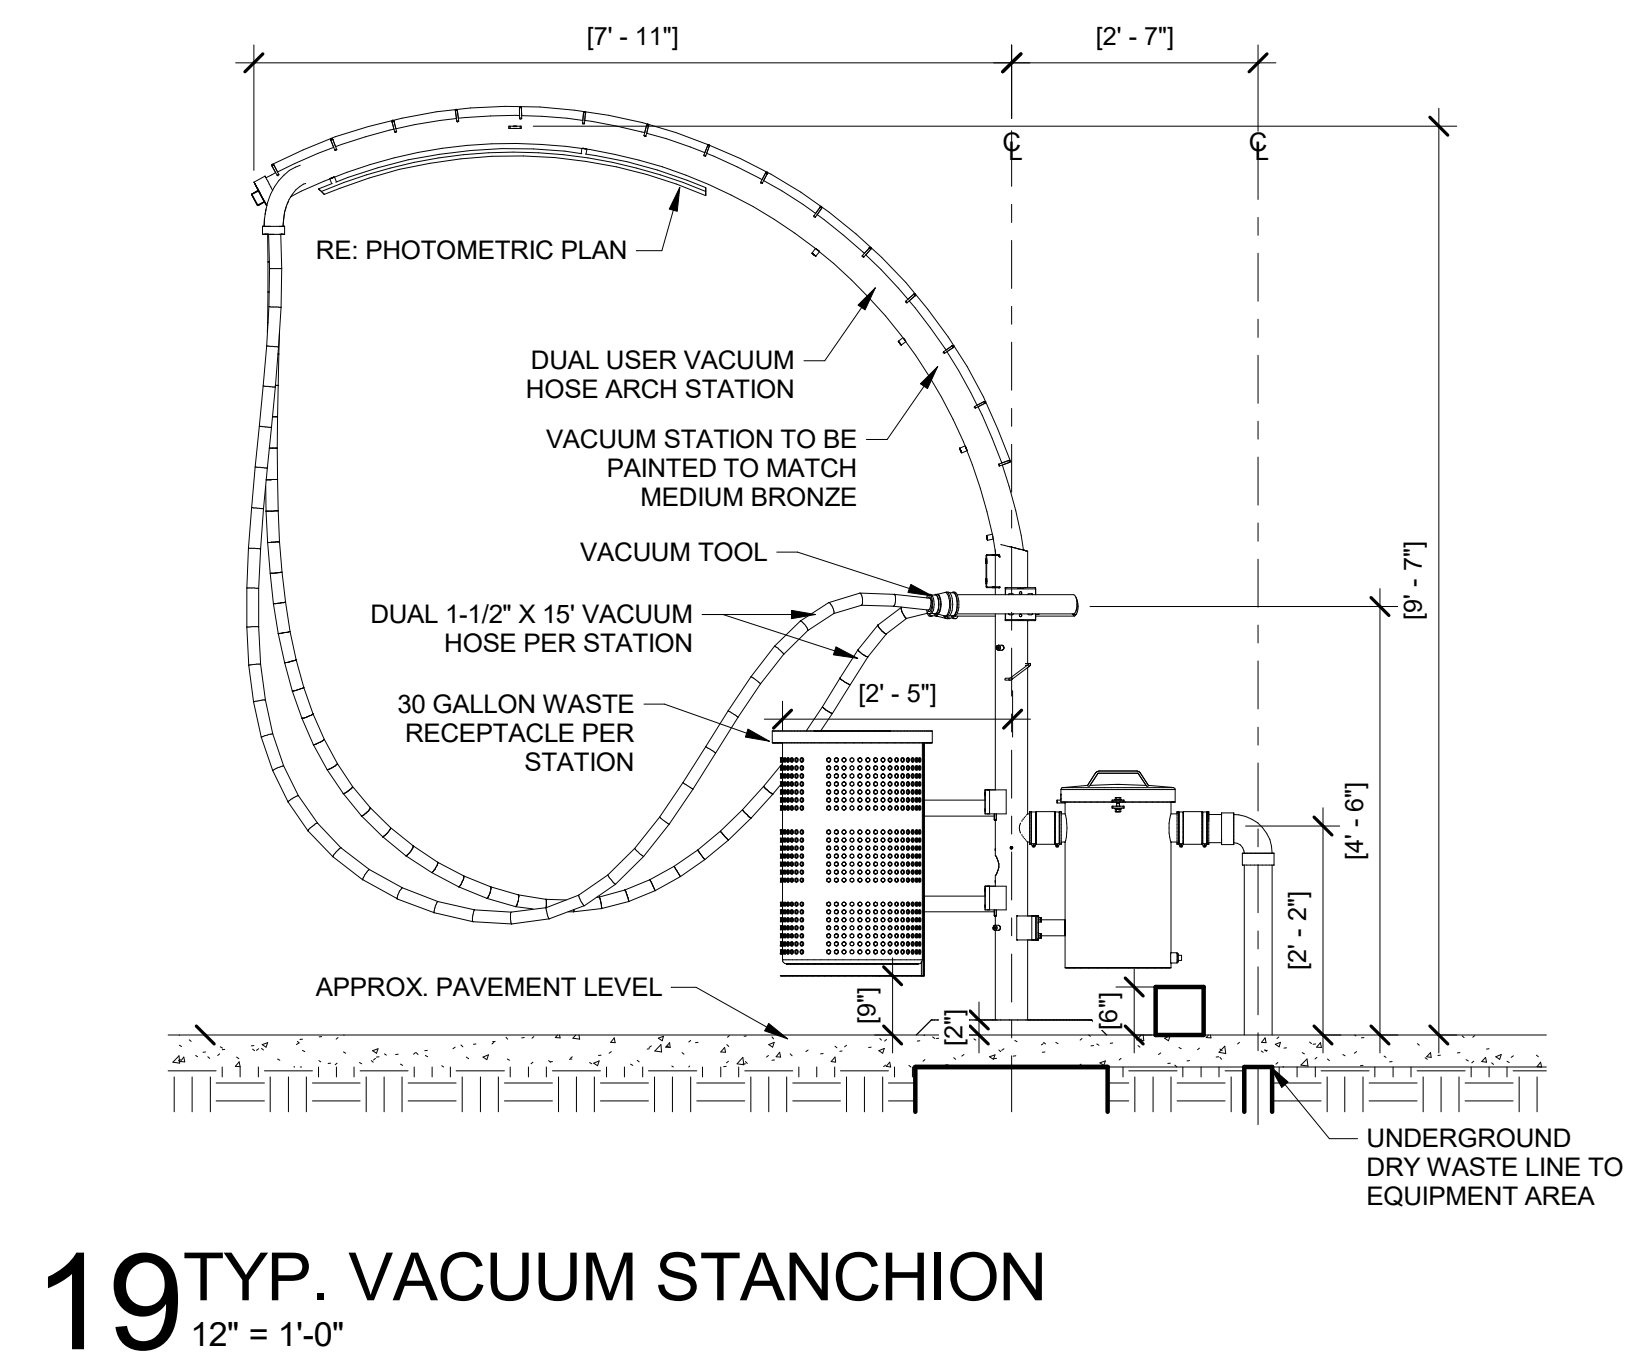 [7' - 11"]
[2' - 7"]
CL
CL
RE: PHOTOMETRIC PLAN
DUAL USER VACUUM
HOSE ARCH STATION
VACUUM STATION TO BE
PAINTED TO MATCH
MEDIUM BRONZE
VACUUM TOOL
[9' - 7"]
DUAL 1-1/2" X 15' VACUUM
HOSE PER STATION
[2' - 5"]
30 GALLON WASTE
RECEPTACLE PER
STATION
[4' - 6"]
[2' - 2"]
APPROX. PAVEMENT LEVEL
[9"]
[2"]
[6"]
UNDERGROUND
DRY WASTE LINE TO
EQUIPMENT AREA
19
TYP. VACUUM STANCHION
12" = 1'-0"